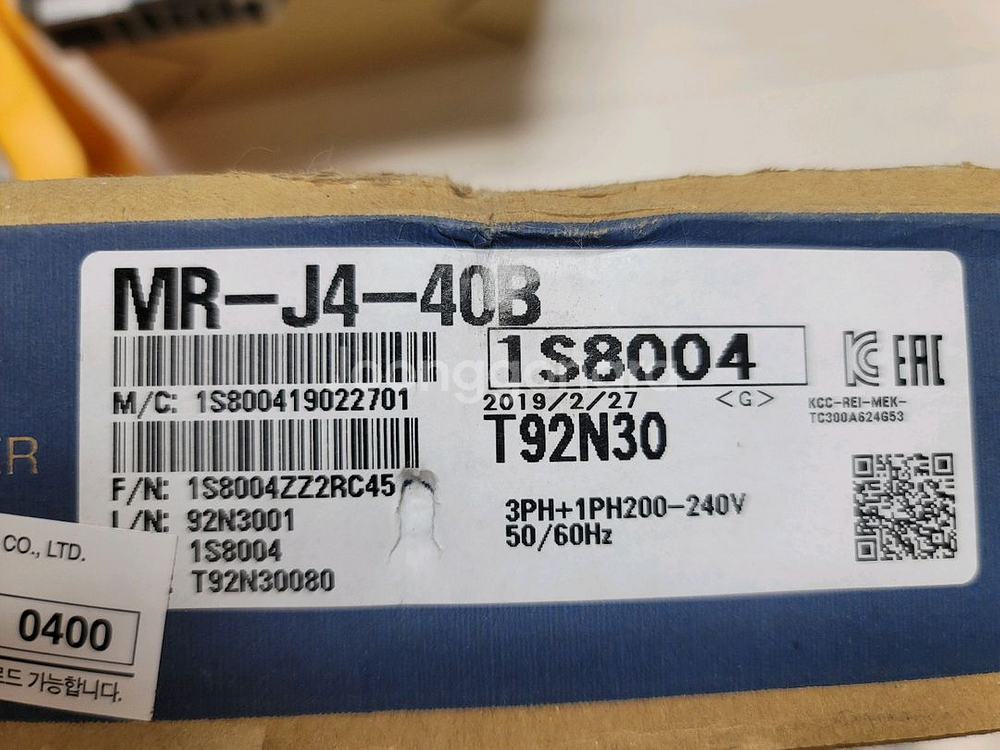 MR-J4-40B
1S8004
EAC
M/C: 1S800419022701
2019/2/27
<G>
KCC-REI-MEK-
TC300A624G53
T92N30
ER
F/N: 1S8004ZZ2RC45
L/N: 92N3001
3PH+1PH200-240V
50/60Hz
1S8004
T92N30080
CO., LTD.
0400
가능합니다.